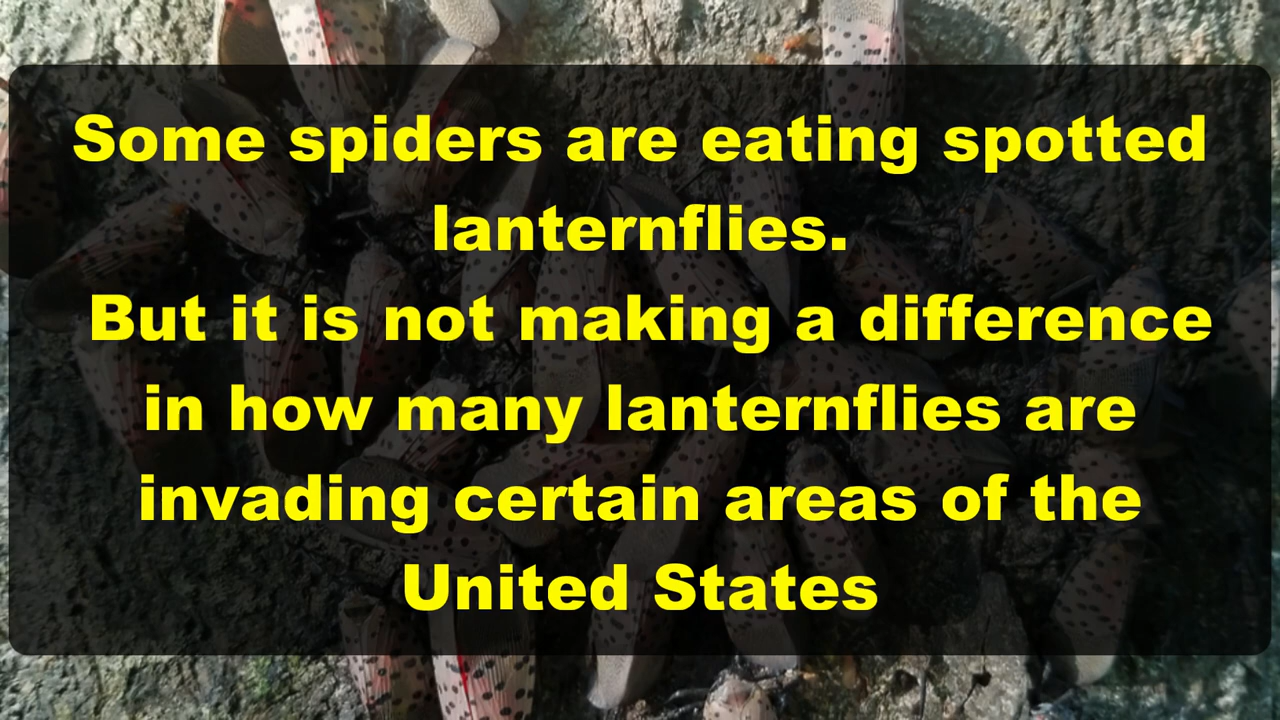 Some spiders are eating spotted
lanternflies.
But it is not making a difference
in how many lanternflies are
invading certain areas of the
United States